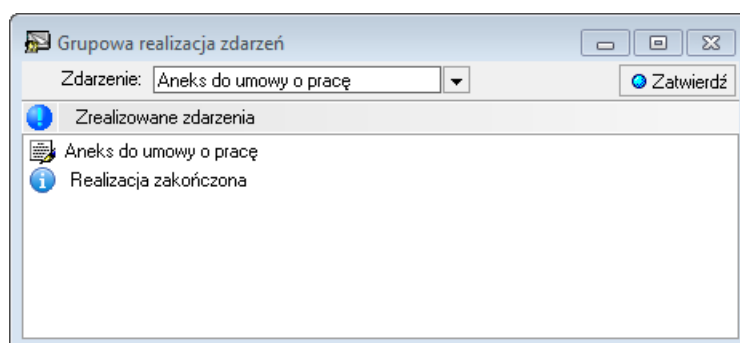 Grupowa realizacja zdarzeń
Zdarzenie: Aneks do umowy o pracę Zatwierdź
Zrealizowane zdarzenia
Aneks do umowy o pracę
Realizacja zakończona